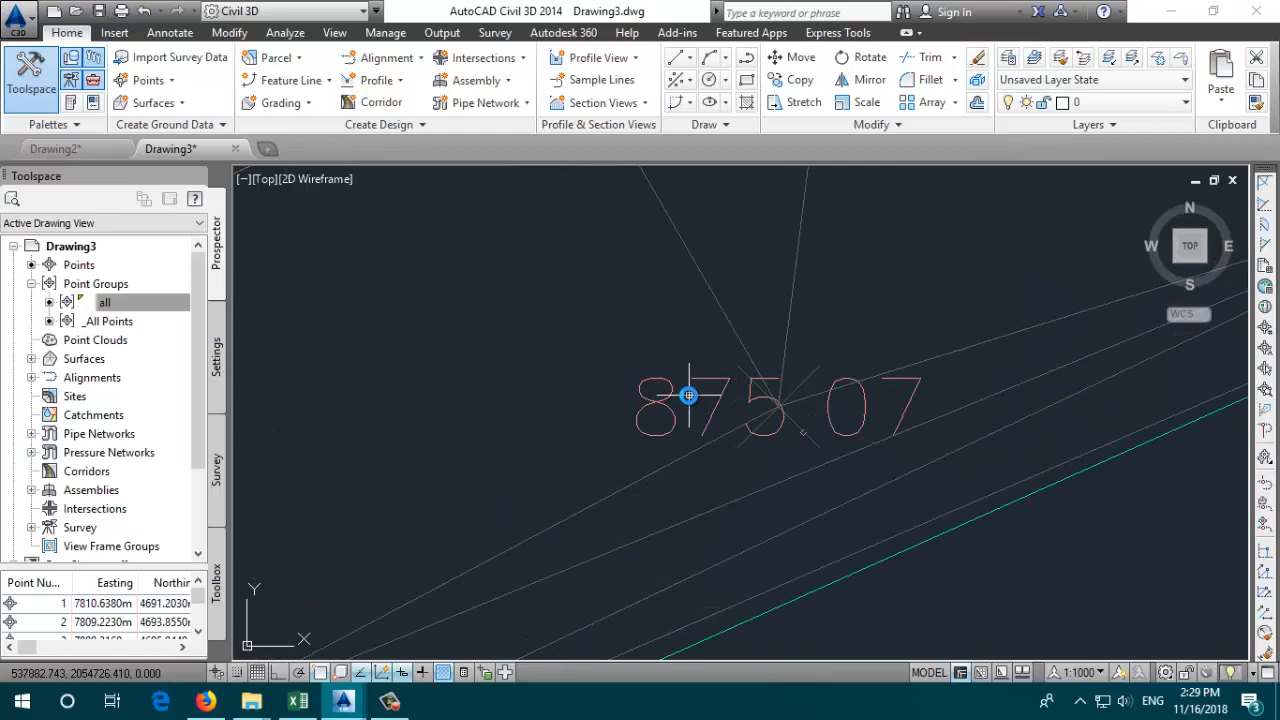 C3D
Civil 3D
AutoCAD Civil 3D 2014 Drawing3.dwg
Type a keyword or phrase
Sign In
Home Insert Annotate Modify Analyze View Manage Output Survey Autodesk 360 Help Add-ins Featured Apps Express Tools
Toolspace
Import Survey Data
Points
Surfaces
Parcel
Feature Line
Grading
Alignment
Profile
Corridor
Intersections
Assembly
Pipe Network
Profile View
Sample Lines
Section Views
Move
Copy
Stretch
Rotate
Mirror
Scale
Trim
Fillet
Array
Unsaved Layer State
0
Paste
Palettes Create Ground Data Create Design Profile & Section Views Draw Modify Layers Clipboard
Drawing2* Drawing3*
Toolspace
Active Drawing View
Drawing3
Points
Point Groups
all
_All Points
Point Clouds
Surfaces
Alignments
Sites
Catchments
Pipe Networks
Pressure Networks
Corridors
Assemblies
Intersections
Survey
View Frame Groups
Prospector
Settings
Survey
Toolbox
Point Nu... Easting Northin
1 7810.6380m 4691.2030m
2 7809.2230m 4693.8550m
[−][Top][2D Wireframe]
N
W TOP E
S
WCS
875.07
Y
X
537882.743, 2054726.410, 0.000
MODEL
1:1000
ENG
2:29 PM
11/16/2018
3